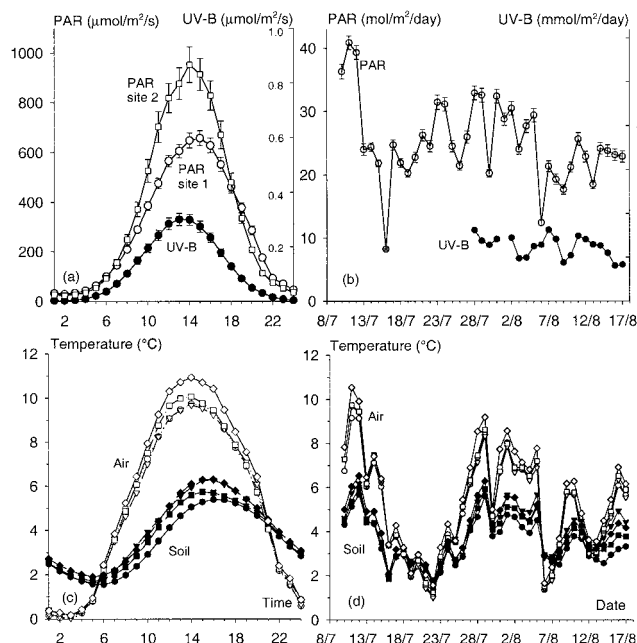 PAR (μmol/m²/s)
UV-B (μmol/m²/s)
1000
800
600
400
200
0
1.0
0.8
0.6
0.4
0.2
PAR
site 2
PAR
site 1
UV-B
(a)
2 6 10 14 18 22
PAR (mol/m²/day)
UV-B (mmol/m²/day)
40
30
20
10
0
PAR
UV-B
(b)
8/7 13/7 18/7 23/7 28/7 2/8 7/8 12/8 17/8
Temperature (°C)
12
10
8
6
4
2
0
Air
Soil
(c)
Time
2 6 10 14 18 22
Temperature (°C)
12
10
8
6
4
2
0
Air
Soil
(d)
Date
8/7 13/7 18/7 23/7 28/7 2/8 7/8 12/8 17/8